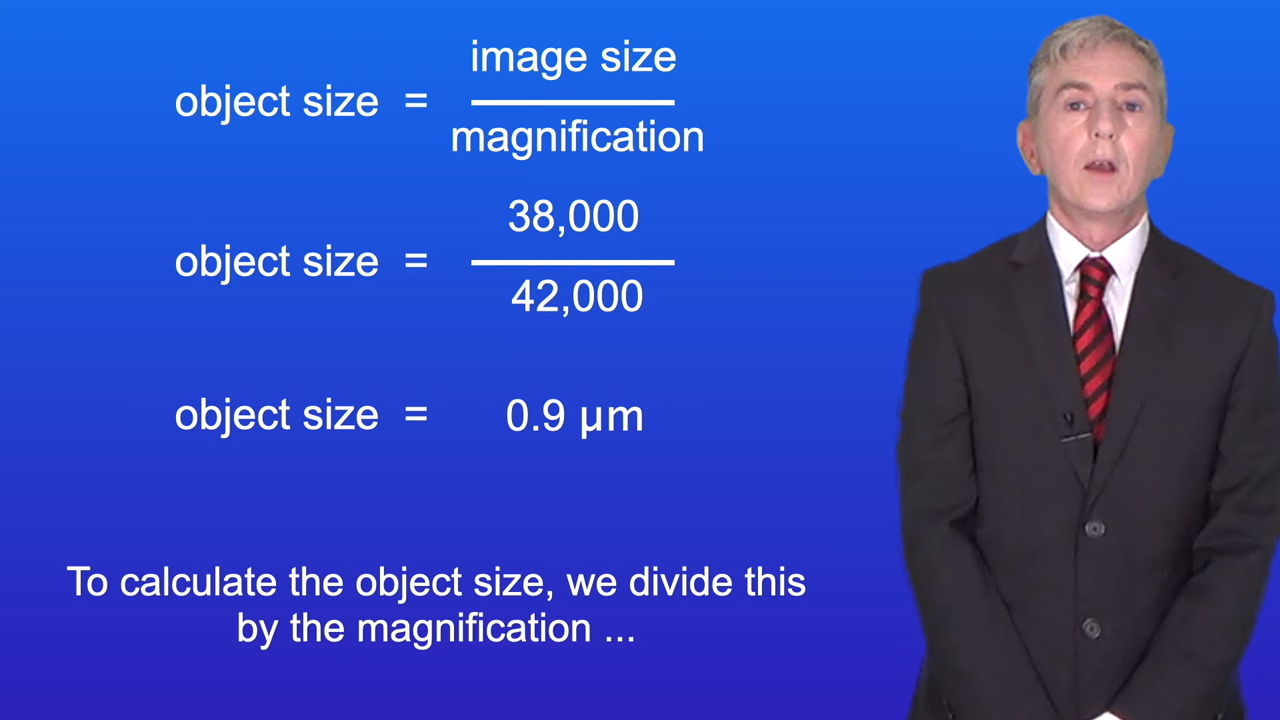 object size = image size
magnification
object size = 38,000
42,000
object size = 0.9 µm
To calculate the object size, we divide this
by the magnification ...